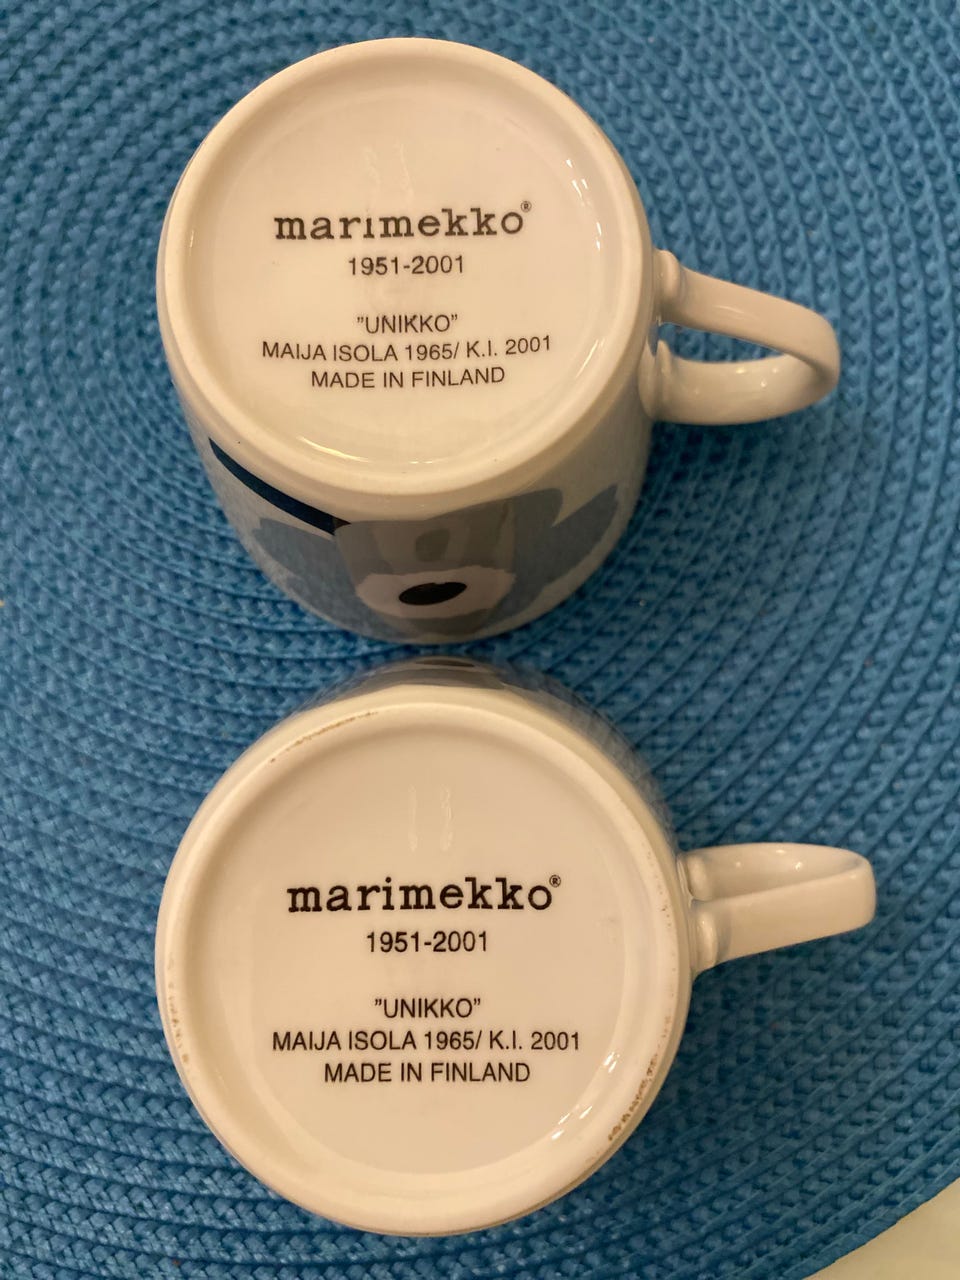 marimekko®
1951-2001
”UNIKKO”
MAIJA ISOLA 1965/ K.I. 2001
MADE IN FINLAND
marimekko®
1951-2001
”UNIKKO”
MAIJA ISOLA 1965/ K.I. 2001
MADE IN FINLAND